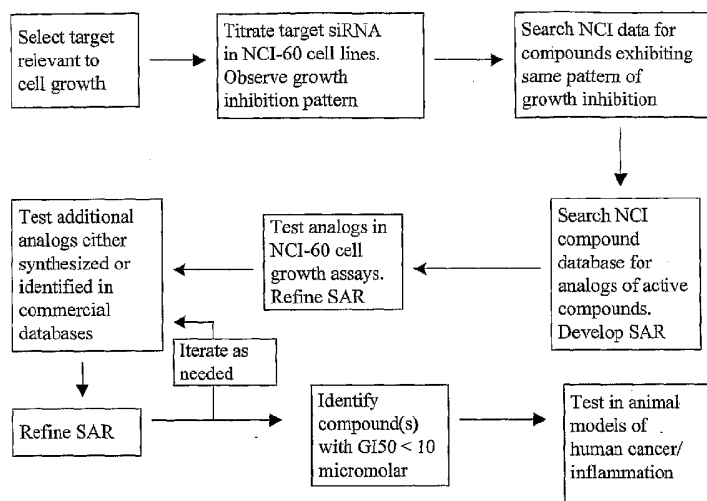 Select target
relevant to
cell growth
Titrate target siRNA
in NCI-60 cell lines.
Observe growth
inhibition pattern
Search NCI data for
compounds exhibiting
same pattern of
growth inhibition
Search NCI
compound
database for
analogs of active
compounds.
Develop SAR
Test analogs in
NCI-60 cell
growth assays.
Refine SAR
Test additional
analogs either
synthesized or
identified in
commercial
databases
Iterate as
needed
Refine SAR
Identify
compound(s)
with GI50 < 10
micromolar
Test in animal
models of
human cancer/
inflammation